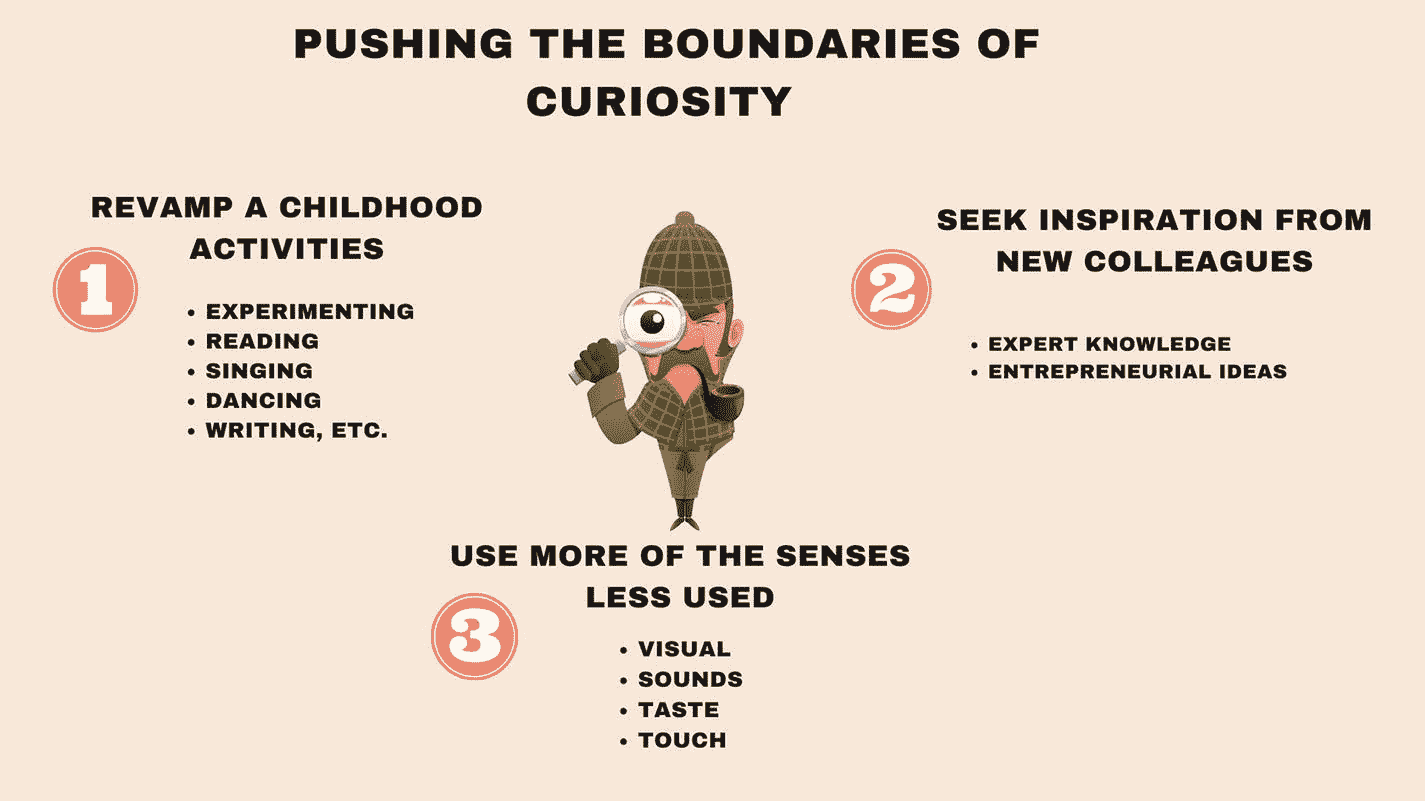 PUSHING THE BOUNDARIES OF
CURIOSITY
REVAMP A CHILDHOOD
ACTIVITIES
1
• EXPERIMENTING
• READING
• SINGING
• DANCING
• WRITING, ETC.
SEEK INSPIRATION FROM
NEW COLLEAGUES
2
• EXPERT KNOWLEDGE
• ENTREPRENEURIAL IDEAS
USE MORE OF THE SENSES
LESS USED
3
• VISUAL
• SOUNDS
• TASTE
• TOUCH